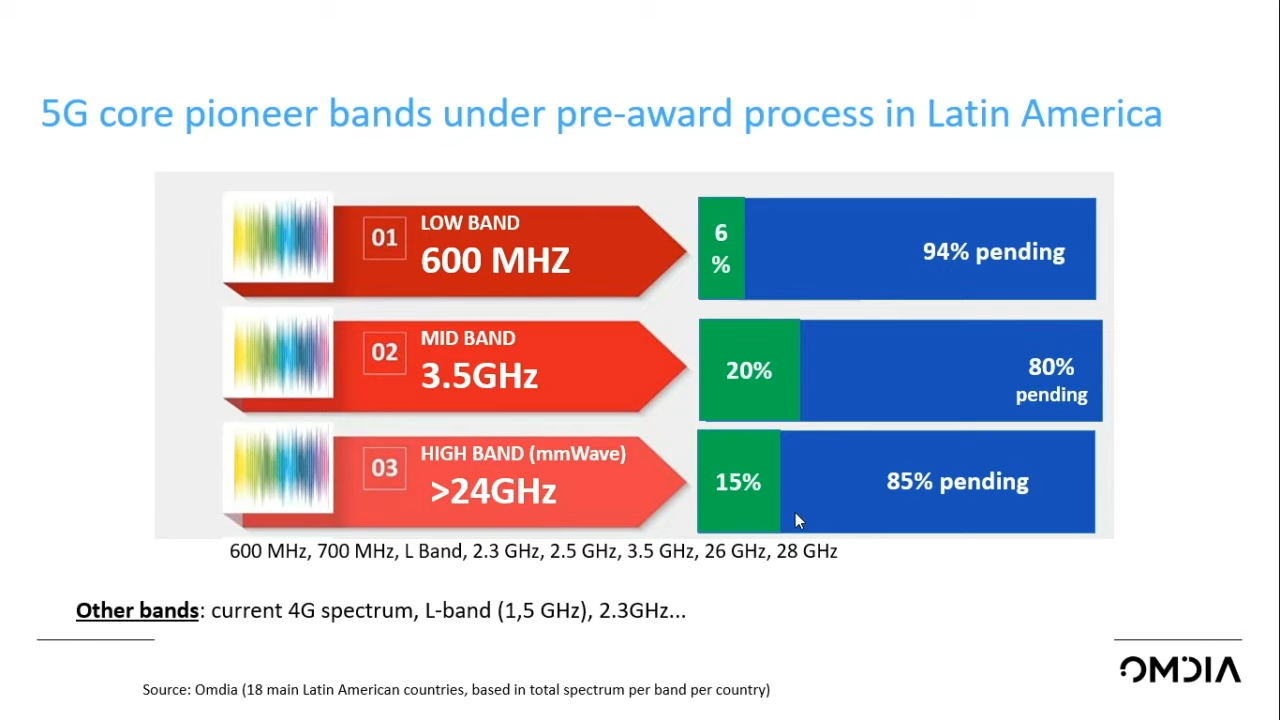 5G core pioneer bands under pre-award process in Latin America
01
LOW BAND
600 MHZ
6
%
94% pending
02
MID BAND
3.5GHz
20%
80%
pending
03
HIGH BAND (mmWave)
>24GHz
15%
85% pending
600 MHz, 700 MHz, L Band, 2.3 GHz, 2.5 GHz, 3.5 GHz, 26 GHz, 28 GHz
Other bands: current 4G spectrum, L-band (1,5 GHz), 2.3GHz...
OMDIA
Source: Omdia (18 main Latin American countries, based in total spectrum per band per country)